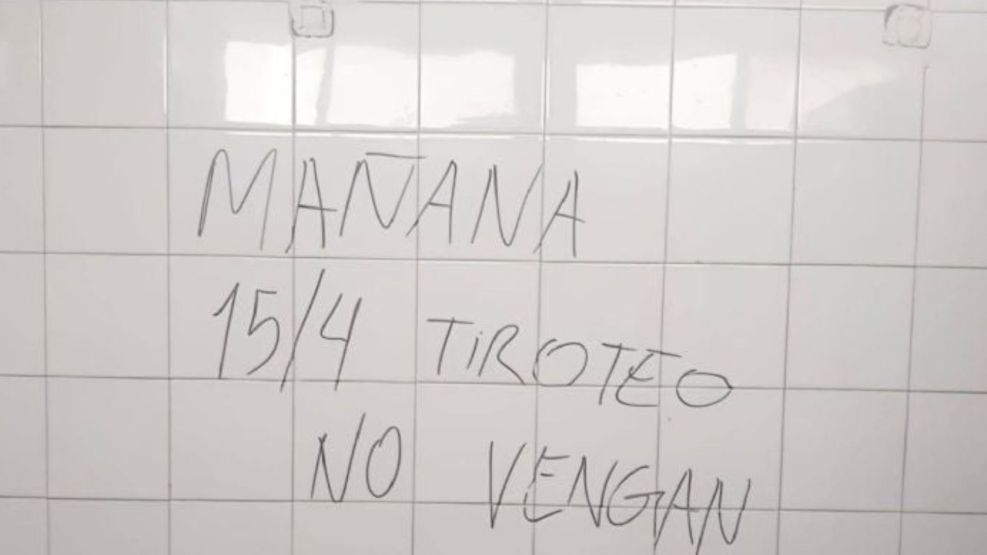 MAÑANA
15/4 TiROTEO
NO VENGAN